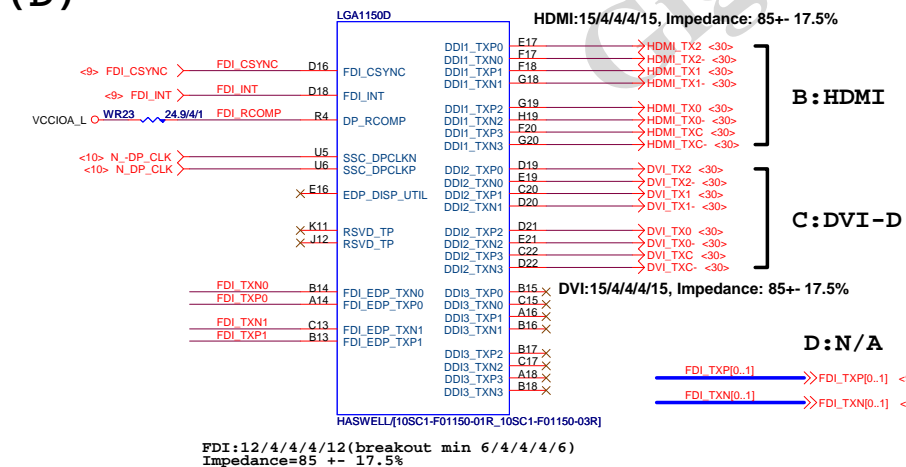 (D)
LGA1150D
HDMI:15/4/4/4/15, Impedance: 85+- 17.5%
<9> FDI_CSYNC FDI_CSYNC D16 FDI_CSYNC
<9> FDI_INT FDI_INT D18 FDI_INT
VCCIOA_L WR23 24.9/4/1 FDI_RCOMP R4 DP_RCOMP
<10> N_-DP_CLK U5 SSC_DPCLKN
<10> N_DP_CLK U6 SSC_DPCLKP
E16 EDP_DISP_UTIL
K11 RSVD_TP
J12 RSVD_TP
FDI_TXN0 B14 FDI_EDP_TXN0
FDI_TXP0 A14 FDI_EDP_TXP0
FDI_TXN1 C13 FDI_EDP_TXN1
FDI_TXP1 B13 FDI_EDP_TXP1
DDI1_TXP0 E17 HDMI_TX2 <30>
DDI1_TXN0 F17 HDMI_TX2- <30>
DDI1_TXP1 F18 HDMI_TX1 <30>
DDI1_TXN1 G18 HDMI_TX1- <30>
DDI1_TXP2 G19 HDMI_TX0 <30>
DDI1_TXN2 H19 HDMI_TX0- <30>
DDI1_TXP3 F20 HDMI_TXC <30>
DDI1_TXN3 G20 HDMI_TXC- <30>
B:HDMI
DDI2_TXP0 D19 DVI_TX2 <30>
DDI2_TXN0 E19 DVI_TX2- <30>
DDI2_TXP1 C20 DVI_TX1 <30>
DDI2_TXN1 D20 DVI_TX1- <30>
DDI2_TXP2 D21 DVI_TX0 <30>
DDI2_TXN2 E21 DVI_TX0- <30>
DDI2_TXP3 C22 DVI_TXC <30>
DDI2_TXN3 D22 DVI_TXC- <30>
C:DVI-D
DVI:15/4/4/4/15, Impedance: 85+- 17.5%
DDI3_TXP0 B15
DDI3_TXN0 C15
DDI3_TXP1 A16
DDI3_TXN1 B16
DDI3_TXP2 B17
DDI3_TXN2 C17
DDI3_TXP3 A18
DDI3_TXN3 B18
D:N/A
FDI_TXP[0..1] FDI_TXP[0..1] <
FDI_TXN[0..1] FDI_TXN[0..1] <
HASWELL/[10SC1-F01150-01R_10SC1-F01150-03R]
FDI:12/4/4/4/12(breakout min 6/4/4/4/6)
Impedance=85 +- 17.5%